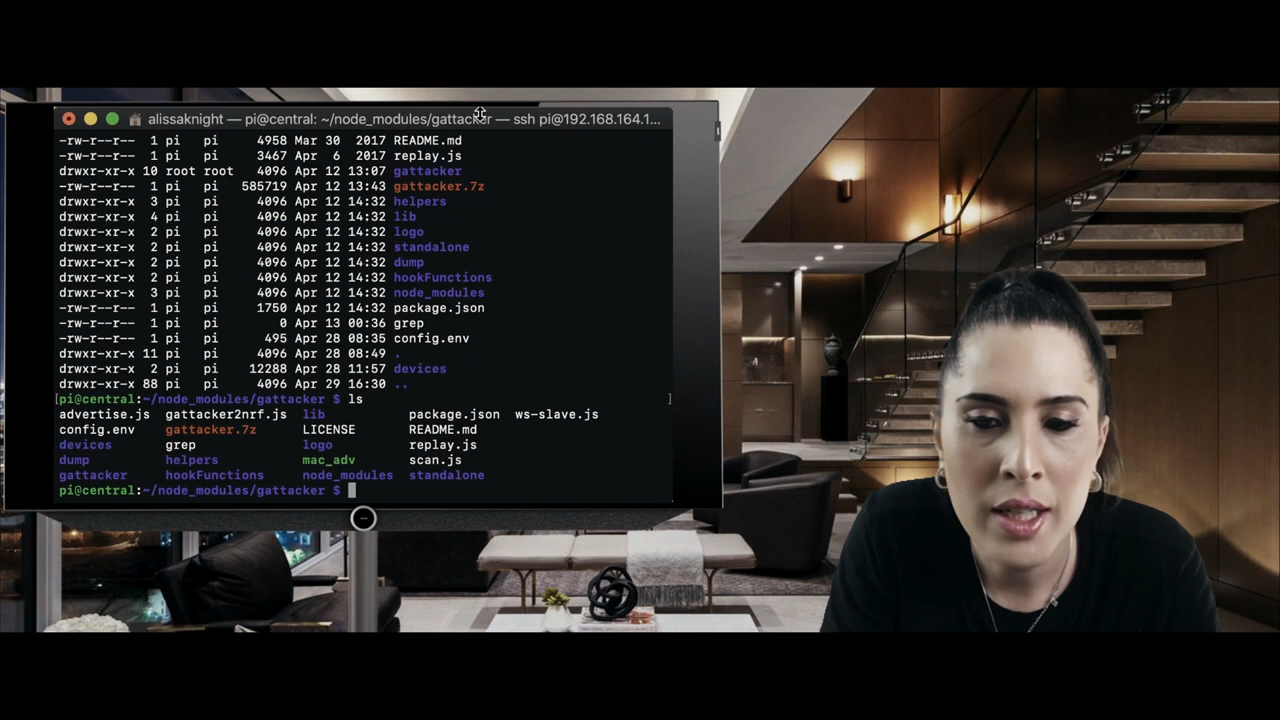 alissaknight — pi@central: ~/node_modules/gattacker — ssh pi@192.168.164.1...
-rw-r--r-- 1 pi pi 4958 Mar 30 2017 README.md
-rw-r--r-- 1 pi pi 3467 Apr 6 2017 replay.js
drwxr-xr-x 10 root root 4096 Apr 12 13:07 gattacker
-rw-r--r-- 1 pi pi 585719 Apr 12 13:43 gattacker.7z
drwxr-xr-x 3 pi pi 4096 Apr 12 14:32 helpers
drwxr-xr-x 4 pi pi 4096 Apr 12 14:32 lib
drwxr-xr-x 2 pi pi 4096 Apr 12 14:32 logo
drwxr-xr-x 2 pi pi 4096 Apr 12 14:32 standalone
drwxr-xr-x 2 pi pi 4096 Apr 12 14:32 dump
drwxr-xr-x 2 pi pi 4096 Apr 12 14:32 hookFunctions
drwxr-xr-x 3 pi pi 4096 Apr 12 14:32 node_modules
-rw-r--r-- 1 pi pi 1750 Apr 12 14:32 package.json
-rw-r--r-- 1 pi pi 0 Apr 13 00:36 grep
-rw-r--r-- 1 pi pi 495 Apr 28 08:35 config.env
drwxr-xr-x 11 pi pi 4096 Apr 28 08:49 .
drwxr-xr-x 2 pi pi 12288 Apr 28 11:57 devices
drwxr-xr-x 88 pi pi 4096 Apr 29 16:30 ..
[pi@central:~/node_modules/gattacker $ ls ]
advertise.js gattacker2nrf.js lib package.json ws-slave.js
config.env gattacker.7z LICENSE README.md
devices grep logo replay.js
dump helpers mac_adv scan.js
gattacker hookFunctions node_modules standalone
pi@central:~/node_modules/gattacker $